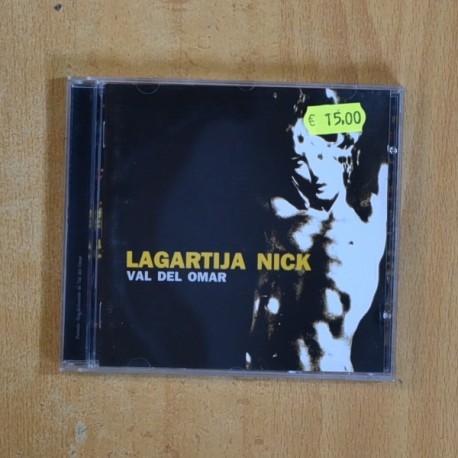 € 15,00
LAGARTIJA NICK
VAL DEL OMAR